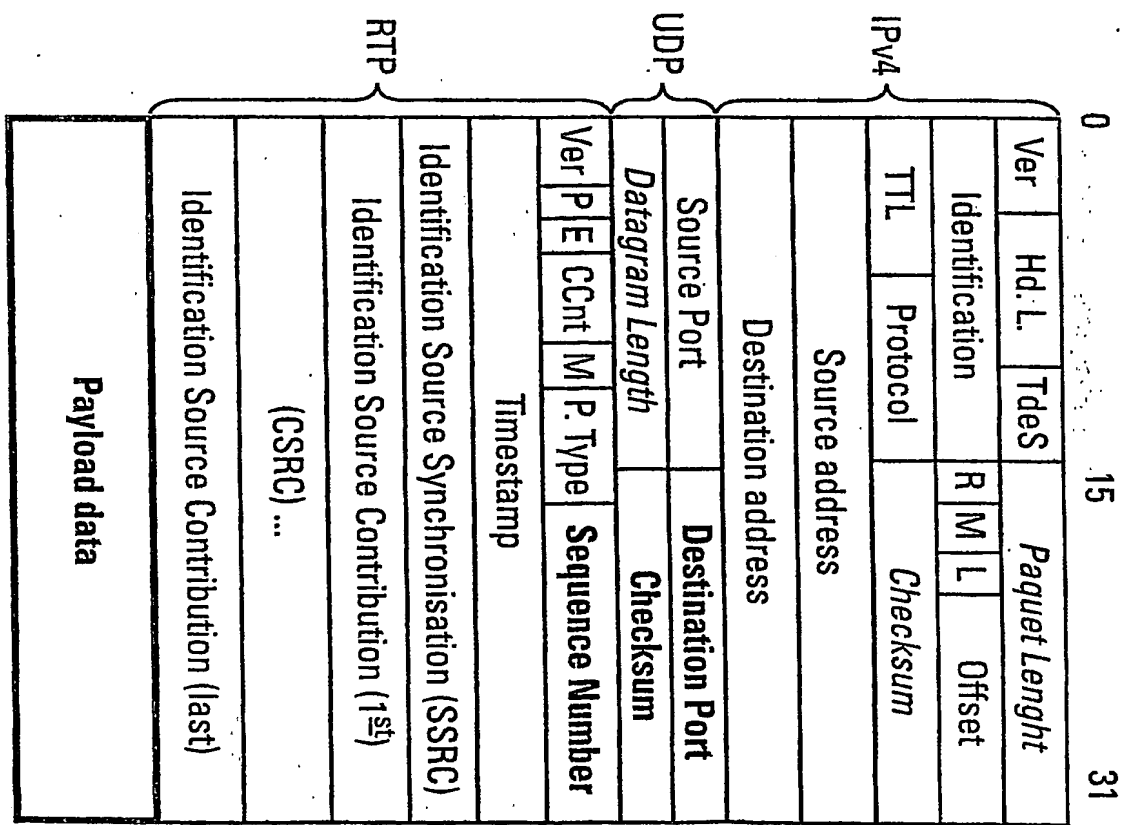 0 15 31
IPv4
Ver Hd. L. TdeS Paquet Lenght
Identification R M L Offset
TTL Protocol Checksum
Source address
Destination address
UDP
Source Port Destination Port
Datagram Length Checksum
RTP
Ver P E CCnt M P. Type Sequence Number
Timestamp
Identification Source Synchronisation (SSRC)
Identification Source Contribution (1st)
(CSRC) ...
Identification Source Contribution (last)
Payload data